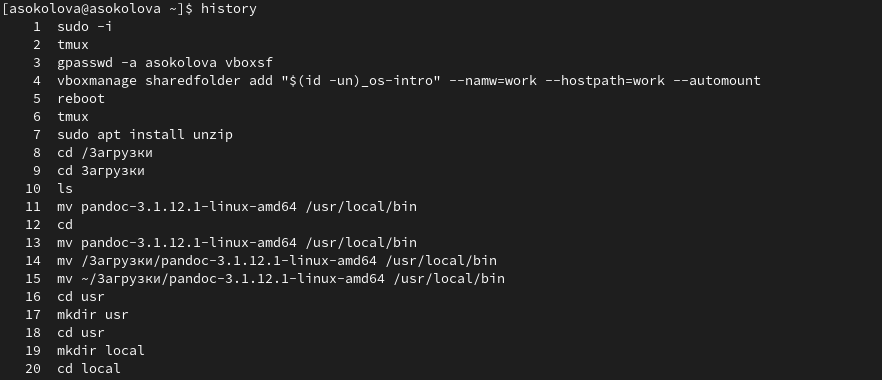 [asokolova@asokolova ~]$ history
1 sudo -i
2 tmux
3 gpasswd -a asokolova vboxsf
4 vboxmanage sharedfolder add "$(id -un)_os-intro" --namw=work --hostpath=work --automount
5 reboot
6 tmux
7 sudo apt install unzip
8 cd /Загрузки
9 cd Загрузки
10 ls
11 mv pandoc-3.1.12.1-linux-amd64 /usr/local/bin
12 cd
13 mv pandoc-3.1.12.1-linux-amd64 /usr/local/bin
14 mv /Загрузки/pandoc-3.1.12.1-linux-amd64 /usr/local/bin
15 mv ~/Загрузки/pandoc-3.1.12.1-linux-amd64 /usr/local/bin
16 cd usr
17 mkdir usr
18 cd usr
19 mkdir local
20 cd local